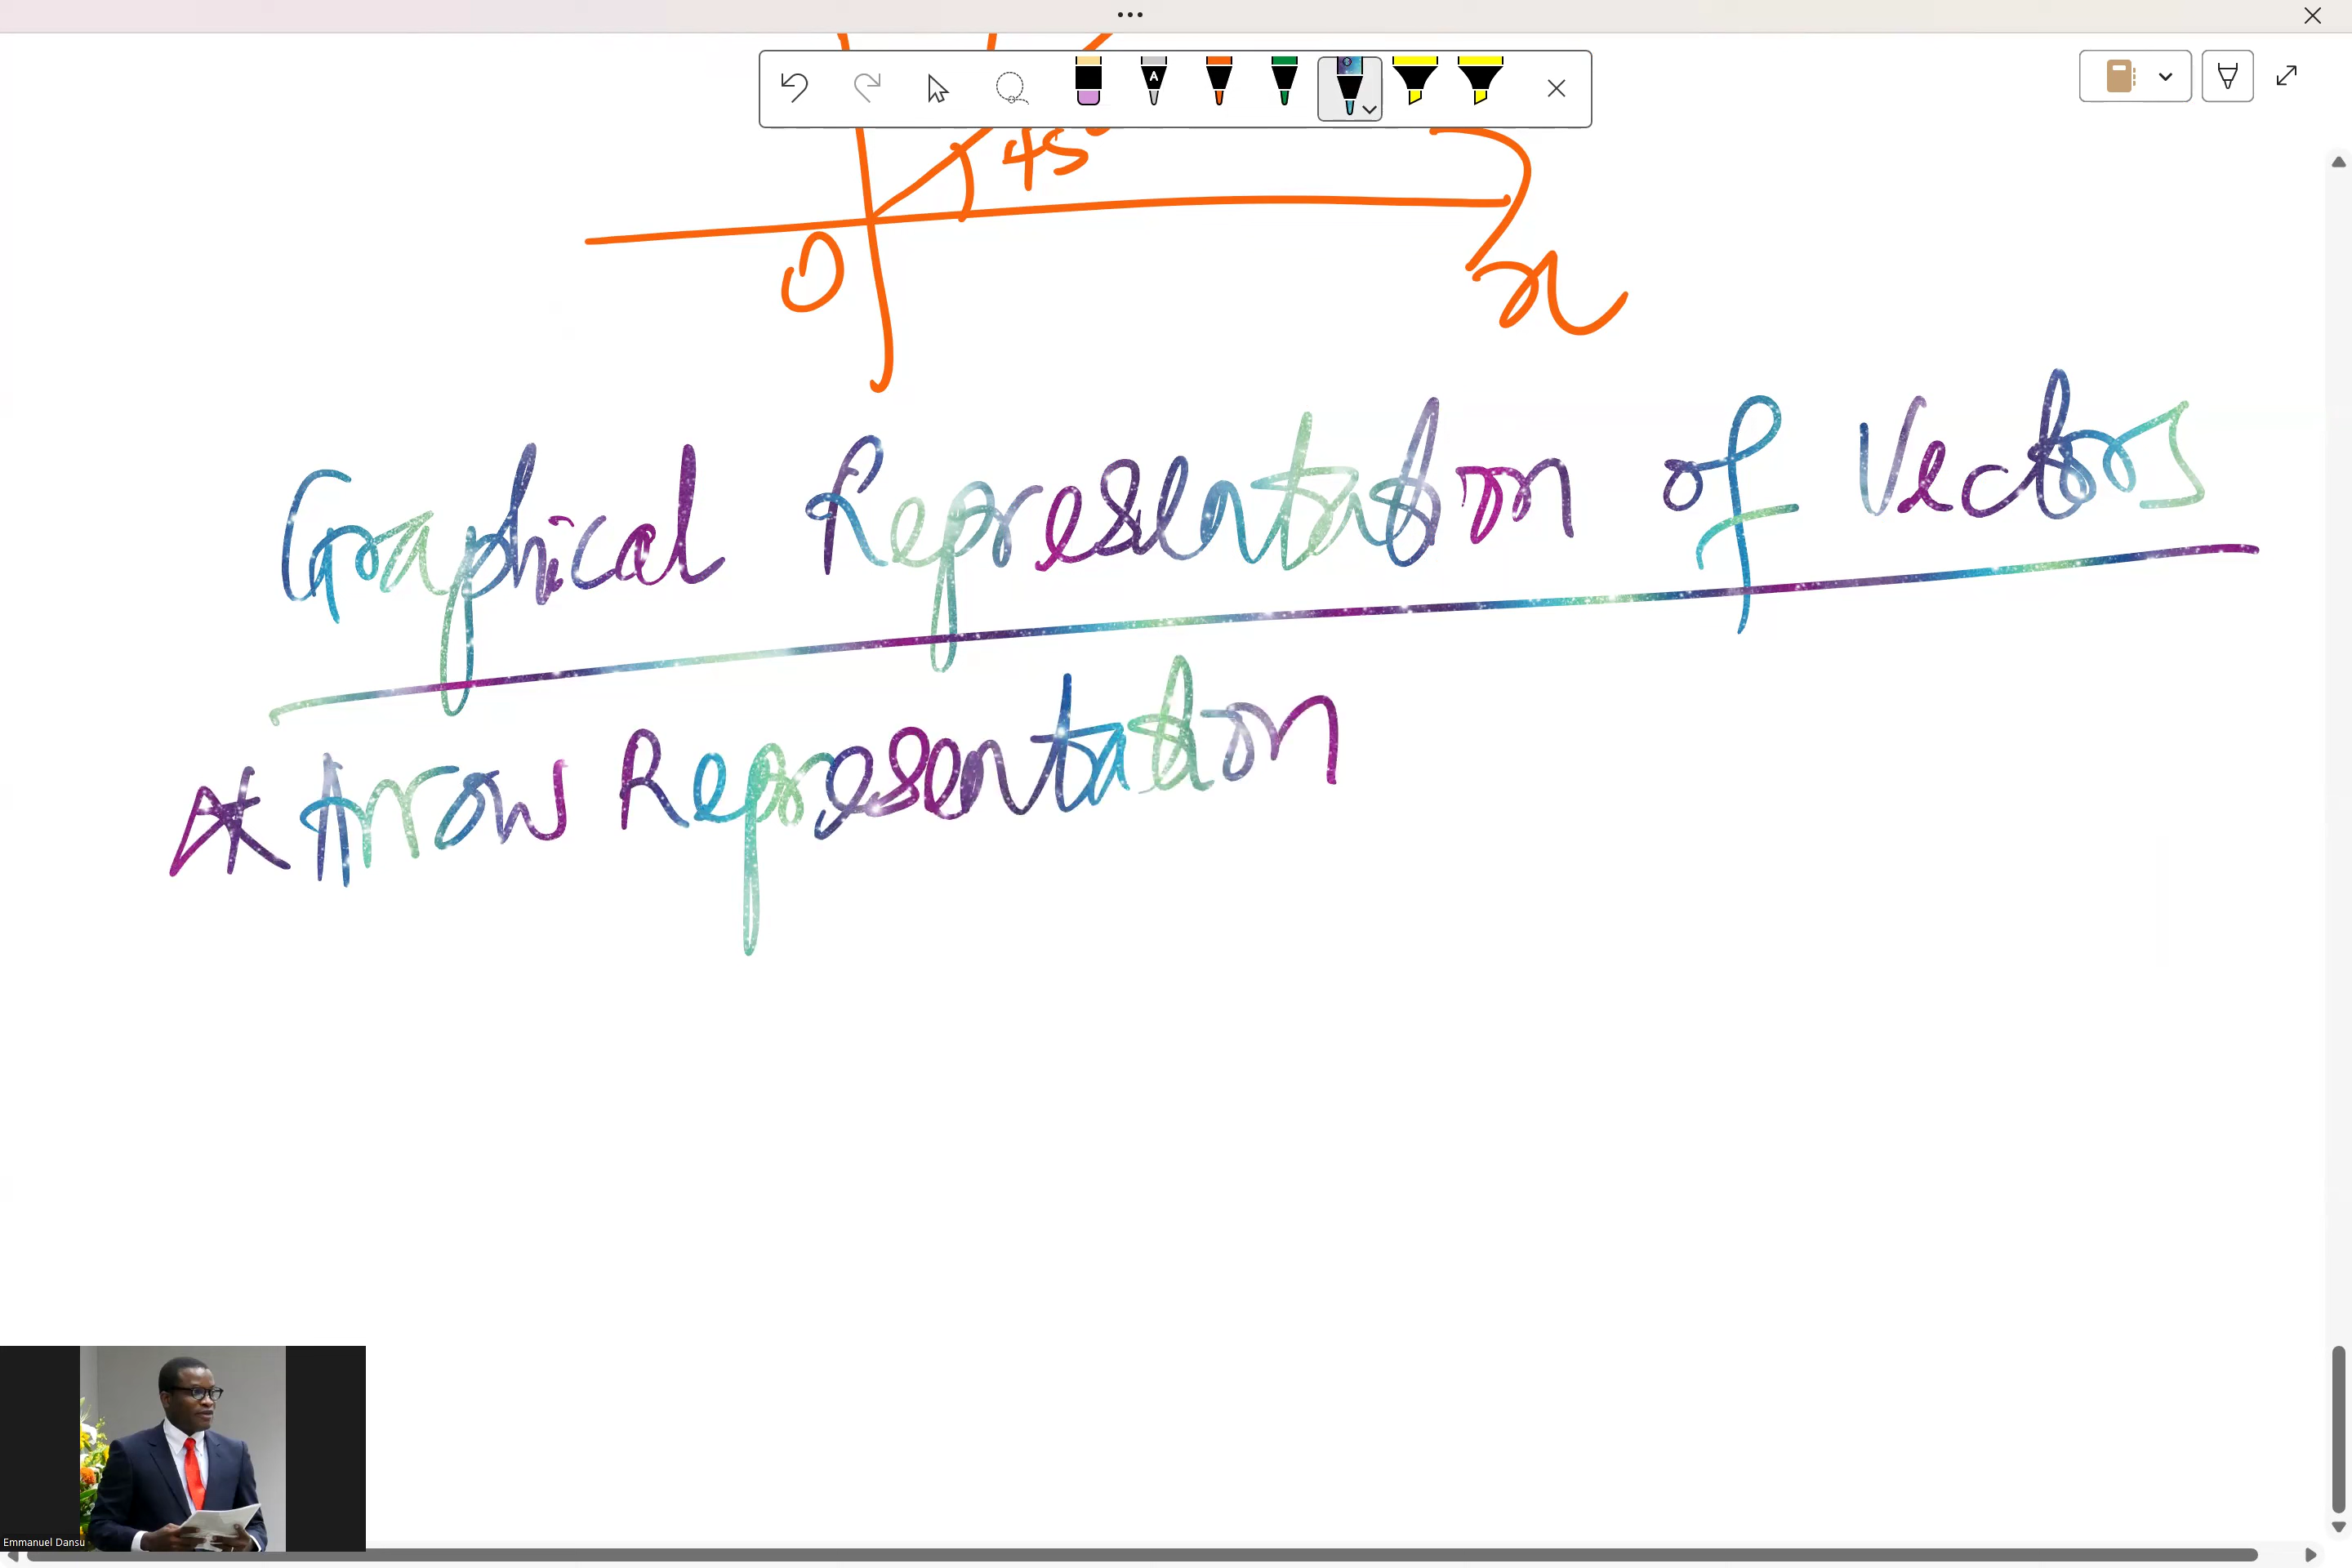 A
45°
0
x
Graphical Representation of Vectors
* Arrow Representation
Emmanuel Dansu